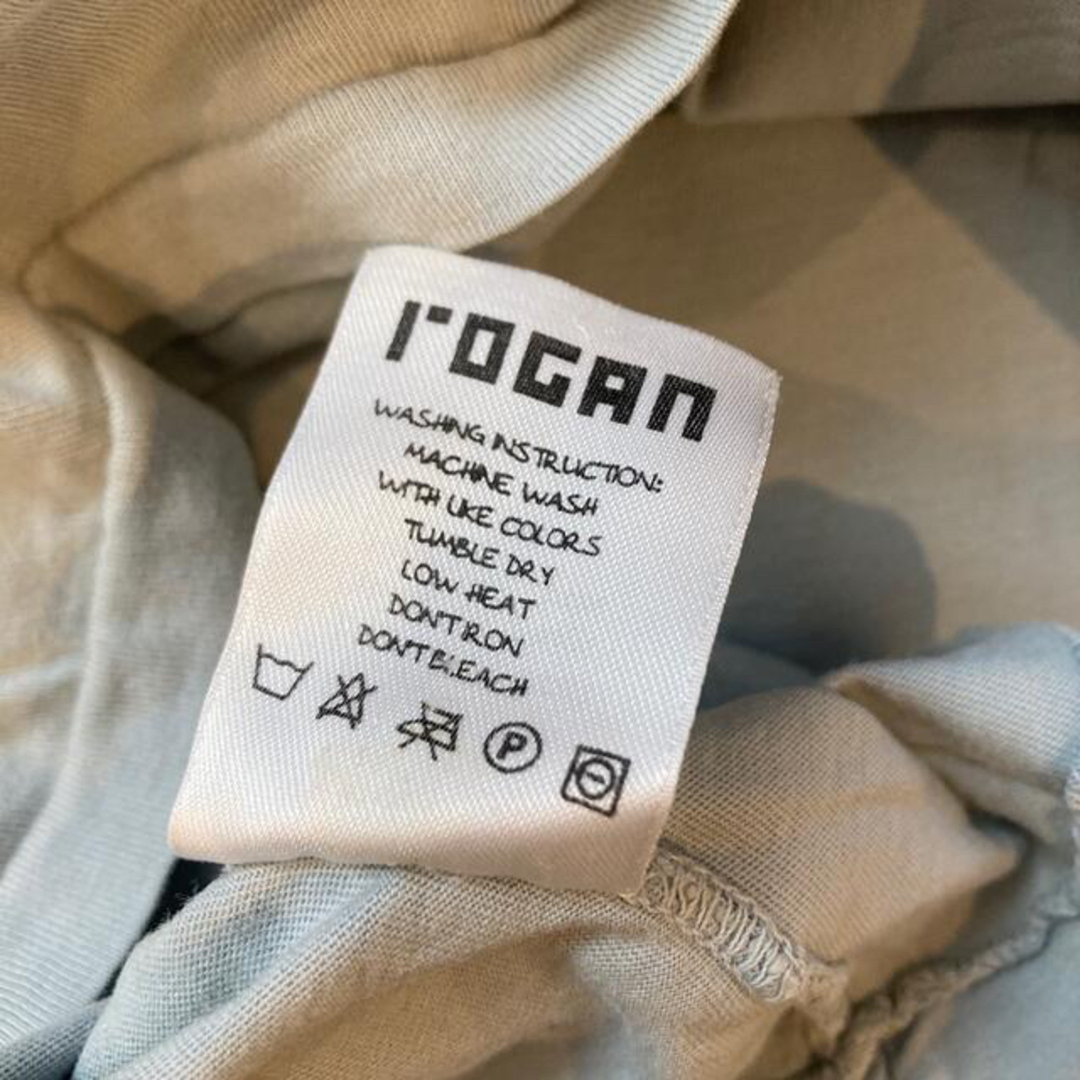 rogan
WASHING INSTRUCTION:
MACHINE WASH
WITH LIKE COLORS
TUMBLE DRY
LOW HEAT
DON'T IRON
DON'T BLEACH
P